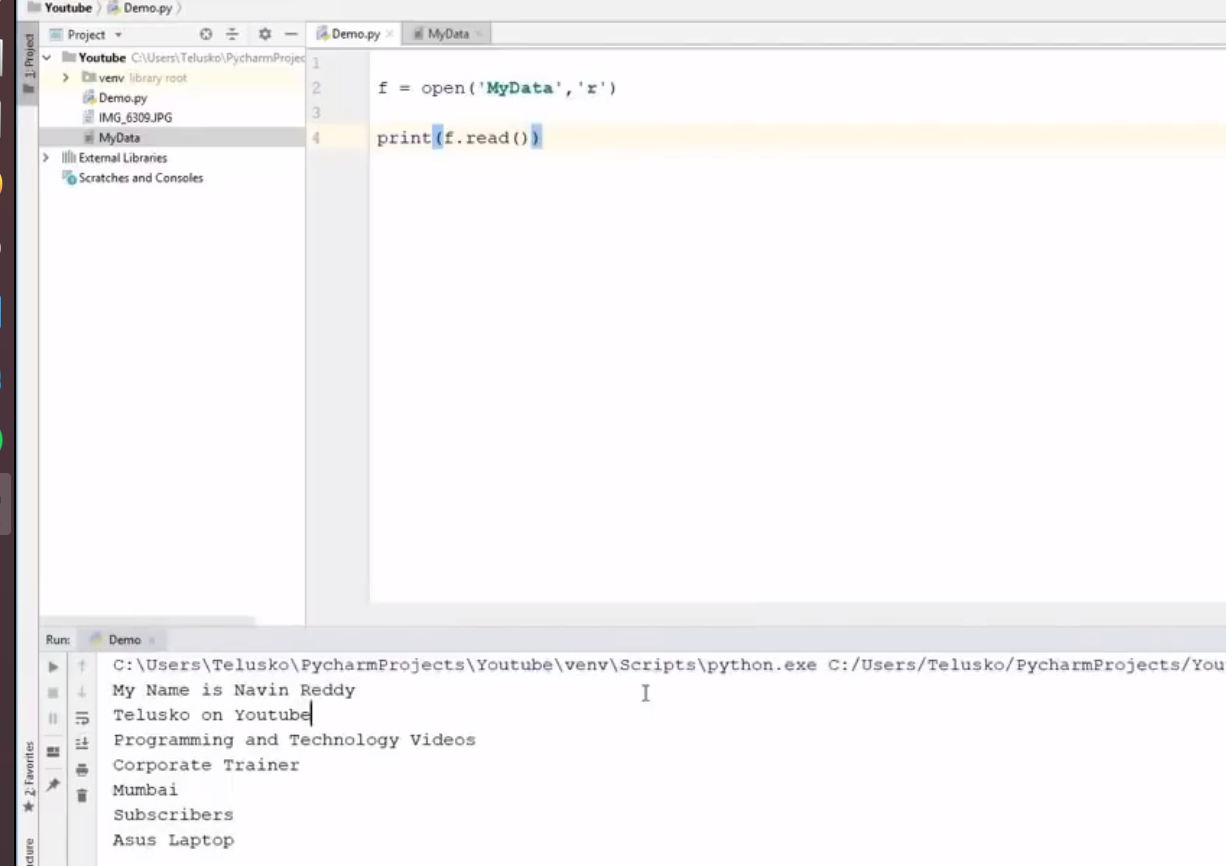 Youtube Demo.py
1: Project
Project
Demo.py
MyData
Youtube C:\Users\Telusko\PycharmProjec
venv library root
Demo.py
IMG_6309.JPG
MyData
External Libraries
Scratches and Consoles
1
2 f = open('MyData','r')
3
4 print(f.read())
Run: Demo
C:\Users\Telusko\PycharmProjects\Youtube\venv\Scripts\python.exe C:/Users/Telusko/PycharmProjects/You
My Name is Navin Reddy
Telusko on Youtube
Programming and Technology Videos
Corporate Trainer
Mumbai
Subscribers
Asus Laptop
2: Favorites
cture